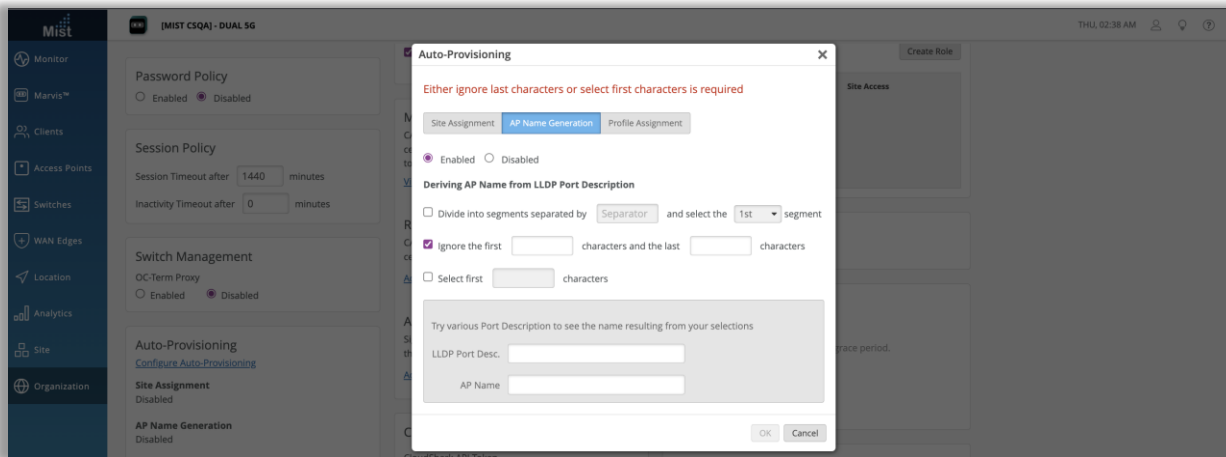 Mist
[MIST CSQA] - DUAL 5G
THU, 02:38 AM
Monitor
Marvis™
Clients
Access Points
Switches
WAN Edges
Location
Analytics
Site
Organization
Password Policy
Enabled Disabled
Session Policy
Session Timeout after 1440 minutes
Inactivity Timeout after 0 minutes
Switch Management
OC-Term Proxy
Enabled Disabled
Auto-Provisioning
Configure Auto-Provisioning
Site Assignment
Disabled
AP Name Generation
Disabled
Create Role
Site Access
grace period.
Auto-Provisioning
Either ignore last characters or select first characters is required
Site Assignment AP Name Generation Profile Assignment
Enabled Disabled
Deriving AP Name from LLDP Port Description
Divide into segments separated by Separator and select the 1st segment
Ignore the first characters and the last characters
Select first characters
Try various Port Description to see the name resulting from your selections
LLDP Port Desc.
AP Name
OK Cancel